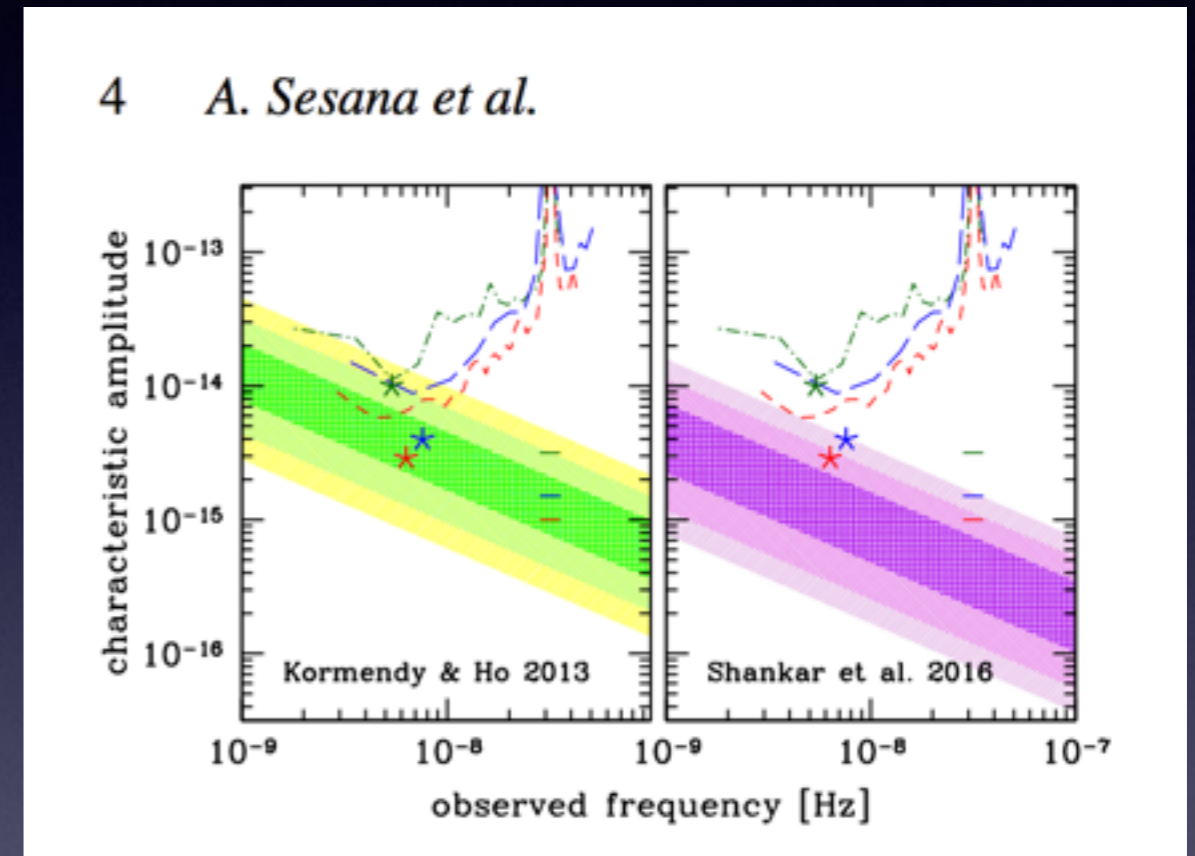 4 A. Sesana et al.
characteristic amplitude
10⁻¹³
10⁻¹⁴
10⁻¹⁵
10⁻¹⁶
Kormendy & Ho 2013 Shankar et al. 2016
10⁻⁹ 10⁻⁸ 10⁻⁹ 10⁻⁸ 10⁻⁷
observed frequency [Hz]